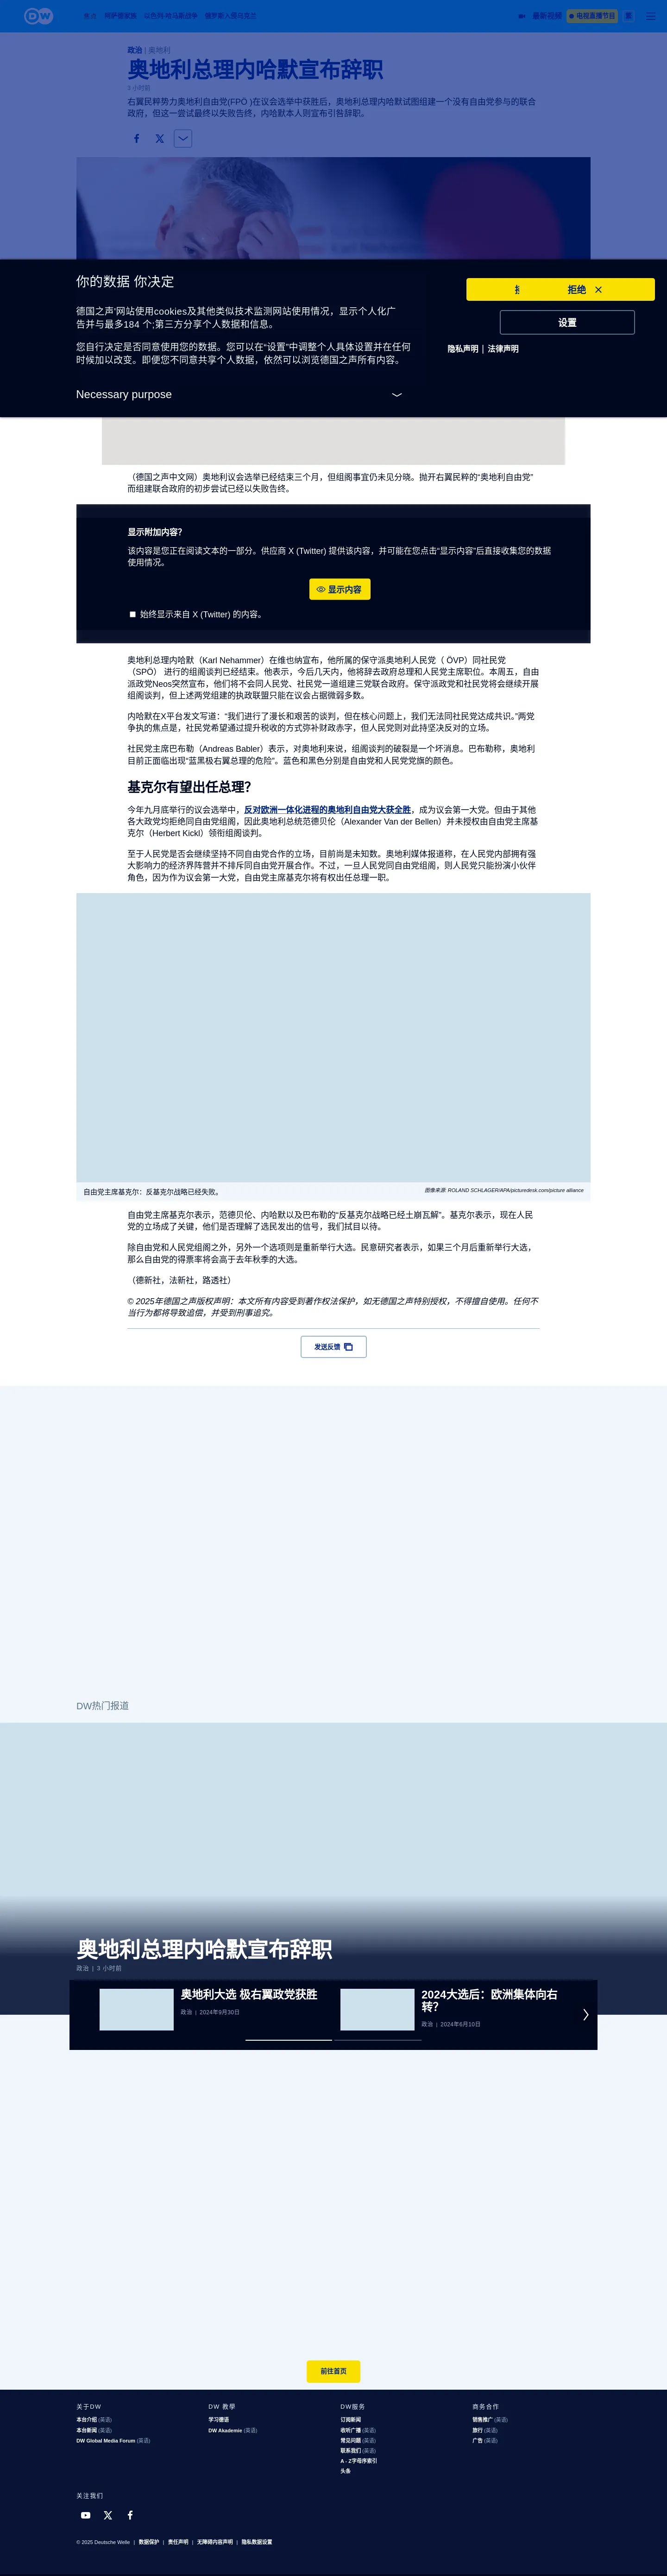 DW
焦点 阿萨德家族 以色列-哈马斯战争 俄罗斯入侵乌克兰 最新视频 电视直播节目
政治 | 奥地利
奥地利总理内哈默宣布辞职
3 小时前
右翼民粹势力奥地利自由党(FPÖ )在议会选举中获胜后，奥地利总理内哈默试图组建一个没有自由党参与的联合
政府，但这一尝试最终以失败告终，内哈默本人则宣布引咎辞职。
你的数据 你决定
拒绝
德国之声'网站使用cookies及其他类似技术监测网站使用情况，显示个人化广
告并与最多184 个;第三方分享个人数据和信息。
设置
您自行决定是否同意使用您的数据。您可以在“设置”中调整个人具体设置并在任何
时候加以改变。即便您不同意共享个人数据，依然可以浏览德国之声所有内容。
隐私声明 | 法律声明
Necessary purpose
（德国之声中文网）奥地利议会选举已经结束三个月，但组阁事宜仍未见分晓。抛开右翼民粹的“奥地利自由党”
而组建联合政府的初步尝试已经以失败告终。
显示附加内容？
该内容是您正在阅读文本的一部分。供应商 X (Twitter) 提供该内容，并可能在您点击“显示内容”后直接收集您的数据
使用情况。
显示内容
始终显示来自 X (Twitter) 的内容。
奥地利总理内哈默（Karl Nehammer）在维也纳宣布，他所属的保守派奥地利人民党（ ÖVP）同社民党
（SPÖ） 进行的组阁谈判已经结束。他表示，今后几天内，他将辞去政府总理和人民党主席职位。本周五，自由
派政党Neos突然宣布，他们将不会同人民党、社民党一道组建三党联合政府。保守派政党和社民党将会继续开展
组阁谈判，但上述两党组建的执政联盟只能在议会占据微弱多数。
内哈默在X平台发文写道：“我们进行了漫长和艰苦的谈判，但在核心问题上，我们无法同社民党达成共识。”两党
争执的焦点是，社民党希望通过提升税收的方式弥补财政赤字，但人民党则对此持坚决反对的立场。
社民党主席巴布勒（Andreas Babler）表示，对奥地利来说，组阁谈判的破裂是一个坏消息。巴布勒称，奥地利
目前正面临出现“蓝黑极右翼总理的危险”。蓝色和黑色分别是自由党和人民党党旗的颜色。
基克尔有望出任总理？
今年九月底举行的议会选举中，反对欧洲一体化进程的奥地利自由党大获全胜，成为议会第一大党。但由于其他
各大政党均拒绝同自由党组阁，因此奥地利总统范德贝伦（Alexander Van der Bellen）并未授权由自由党主席基
克尔（Herbert Kickl）领衔组阁谈判。
至于人民党是否会继续坚持不同自由党合作的立场，目前尚是未知数。奥地利媒体报道称，在人民党内部拥有强
大影响力的经济界阵营并不排斥同自由党开展合作。不过，一旦人民党同自由党组阁，则人民党只能扮演小伙伴
角色，因为作为议会第一大党，自由党主席基克尔将有权出任总理一职。
自由党主席基克尔：反基克尔战略已经失败。
图像来源: ROLAND SCHLAGER/APA/picturedesk.com/picture alliance
自由党主席基克尔表示，范德贝伦、内哈默以及巴布勒的“反基克尔战略已经土崩瓦解”。基克尔表示，现在人民
党的立场成了关键，他们是否理解了选民发出的信号，我们拭目以待。
除自由党和人民党组阁之外，另外一个选项则是重新举行大选。民意研究者表示，如果三个月后重新举行大选，
那么自由党的得票率将会高于去年秋季的大选。
（德新社，法新社，路透社）
© 2025年德国之声版权声明：本文所有内容受到著作权法保护，如无德国之声特别授权，不得擅自使用。任何不
当行为都将导致追偿，并受到刑事追究。
发送反馈
DW热门报道
奥地利总理内哈默宣布辞职
政治 | 3 小时前
奥地利大选 极右翼政党获胜
政治 | 2024年9月30日
2024大选后：欧洲集体向右
转？
政治 | 2024年6月10日
前往首页
关于DW
本台介绍 (英语)
本台新闻 (英语)
DW Global Media Forum (英语)
DW 教学
学习德语
DW Akademie (英语)
DW服务
订阅新闻
收听广播 (英语)
常见问题 (英语)
联系我们 (英语)
A - Z字母序索引
头条
商务合作
销售推广 (英语)
旅行 (英语)
广告 (英语)
关注我们
© 2025 Deutsche Welle | 数据保护 | 责任声明 | 无障碍内容声明 | 隐私数据设置